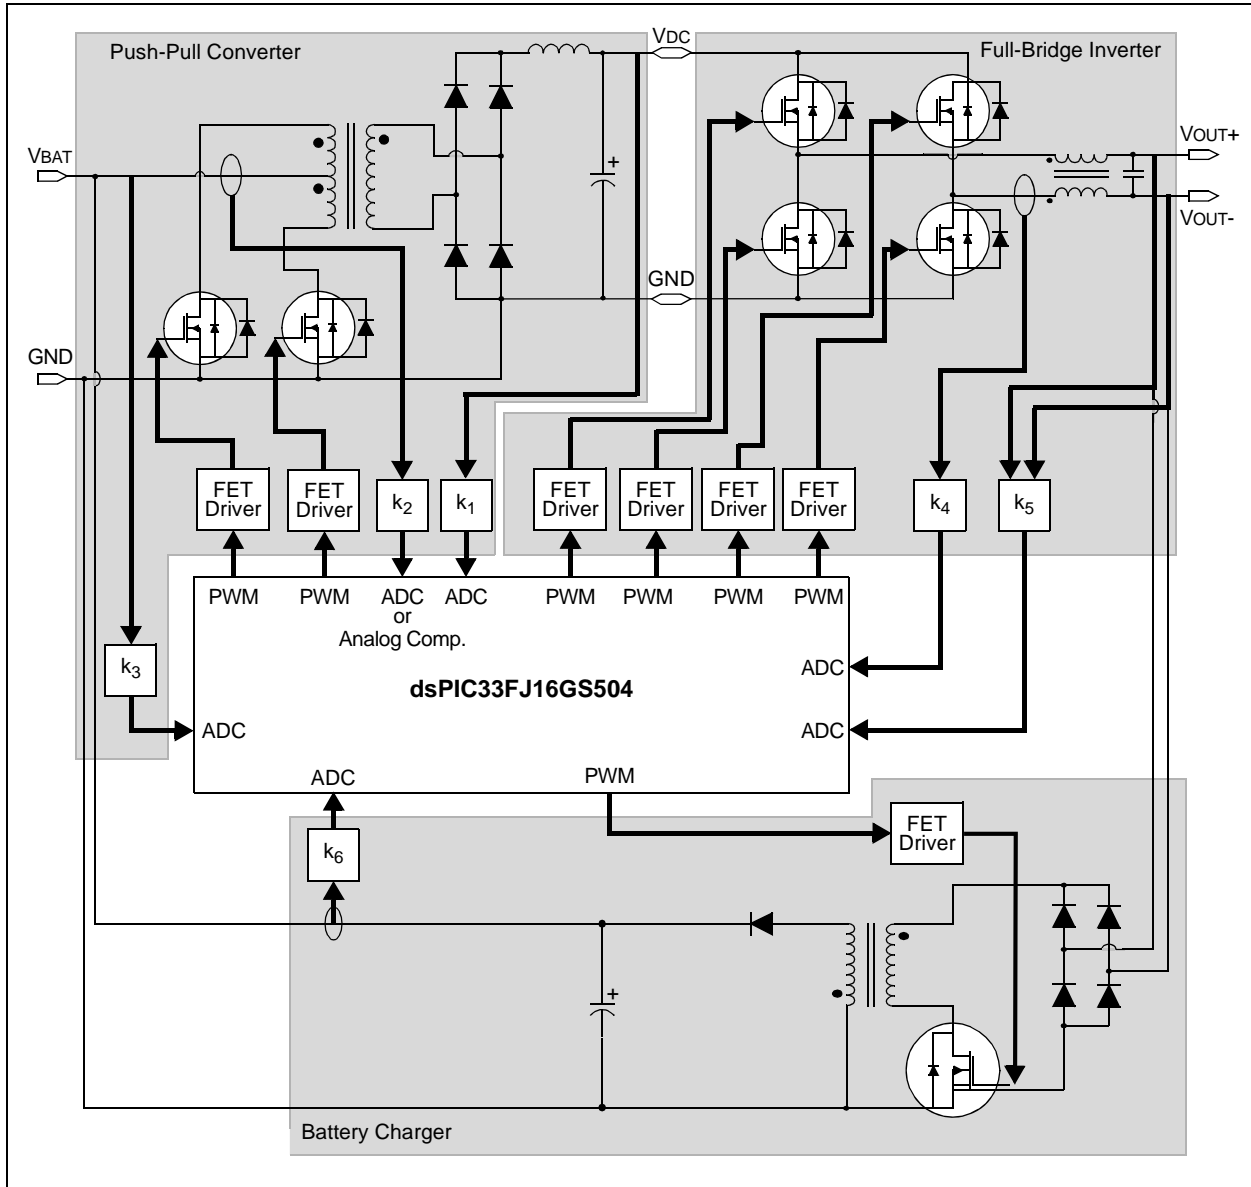 Push-Pull Converter
VDC
Full-Bridge Inverter
VOUT+
VBAT
VOUT-
GND
GND
FET
Driver
FET
Driver
k2
k1
FET
Driver
FET
Driver
FET
Driver
FET
Driver
k4
k5
PWM
PWM
ADC
or
Analog Comp.
ADC
PWM
PWM
PWM
PWM
k3
ADC
dsPIC33FJ16GS504
ADC
ADC
ADC
PWM
k6
FET
Driver
+
+
Battery Charger